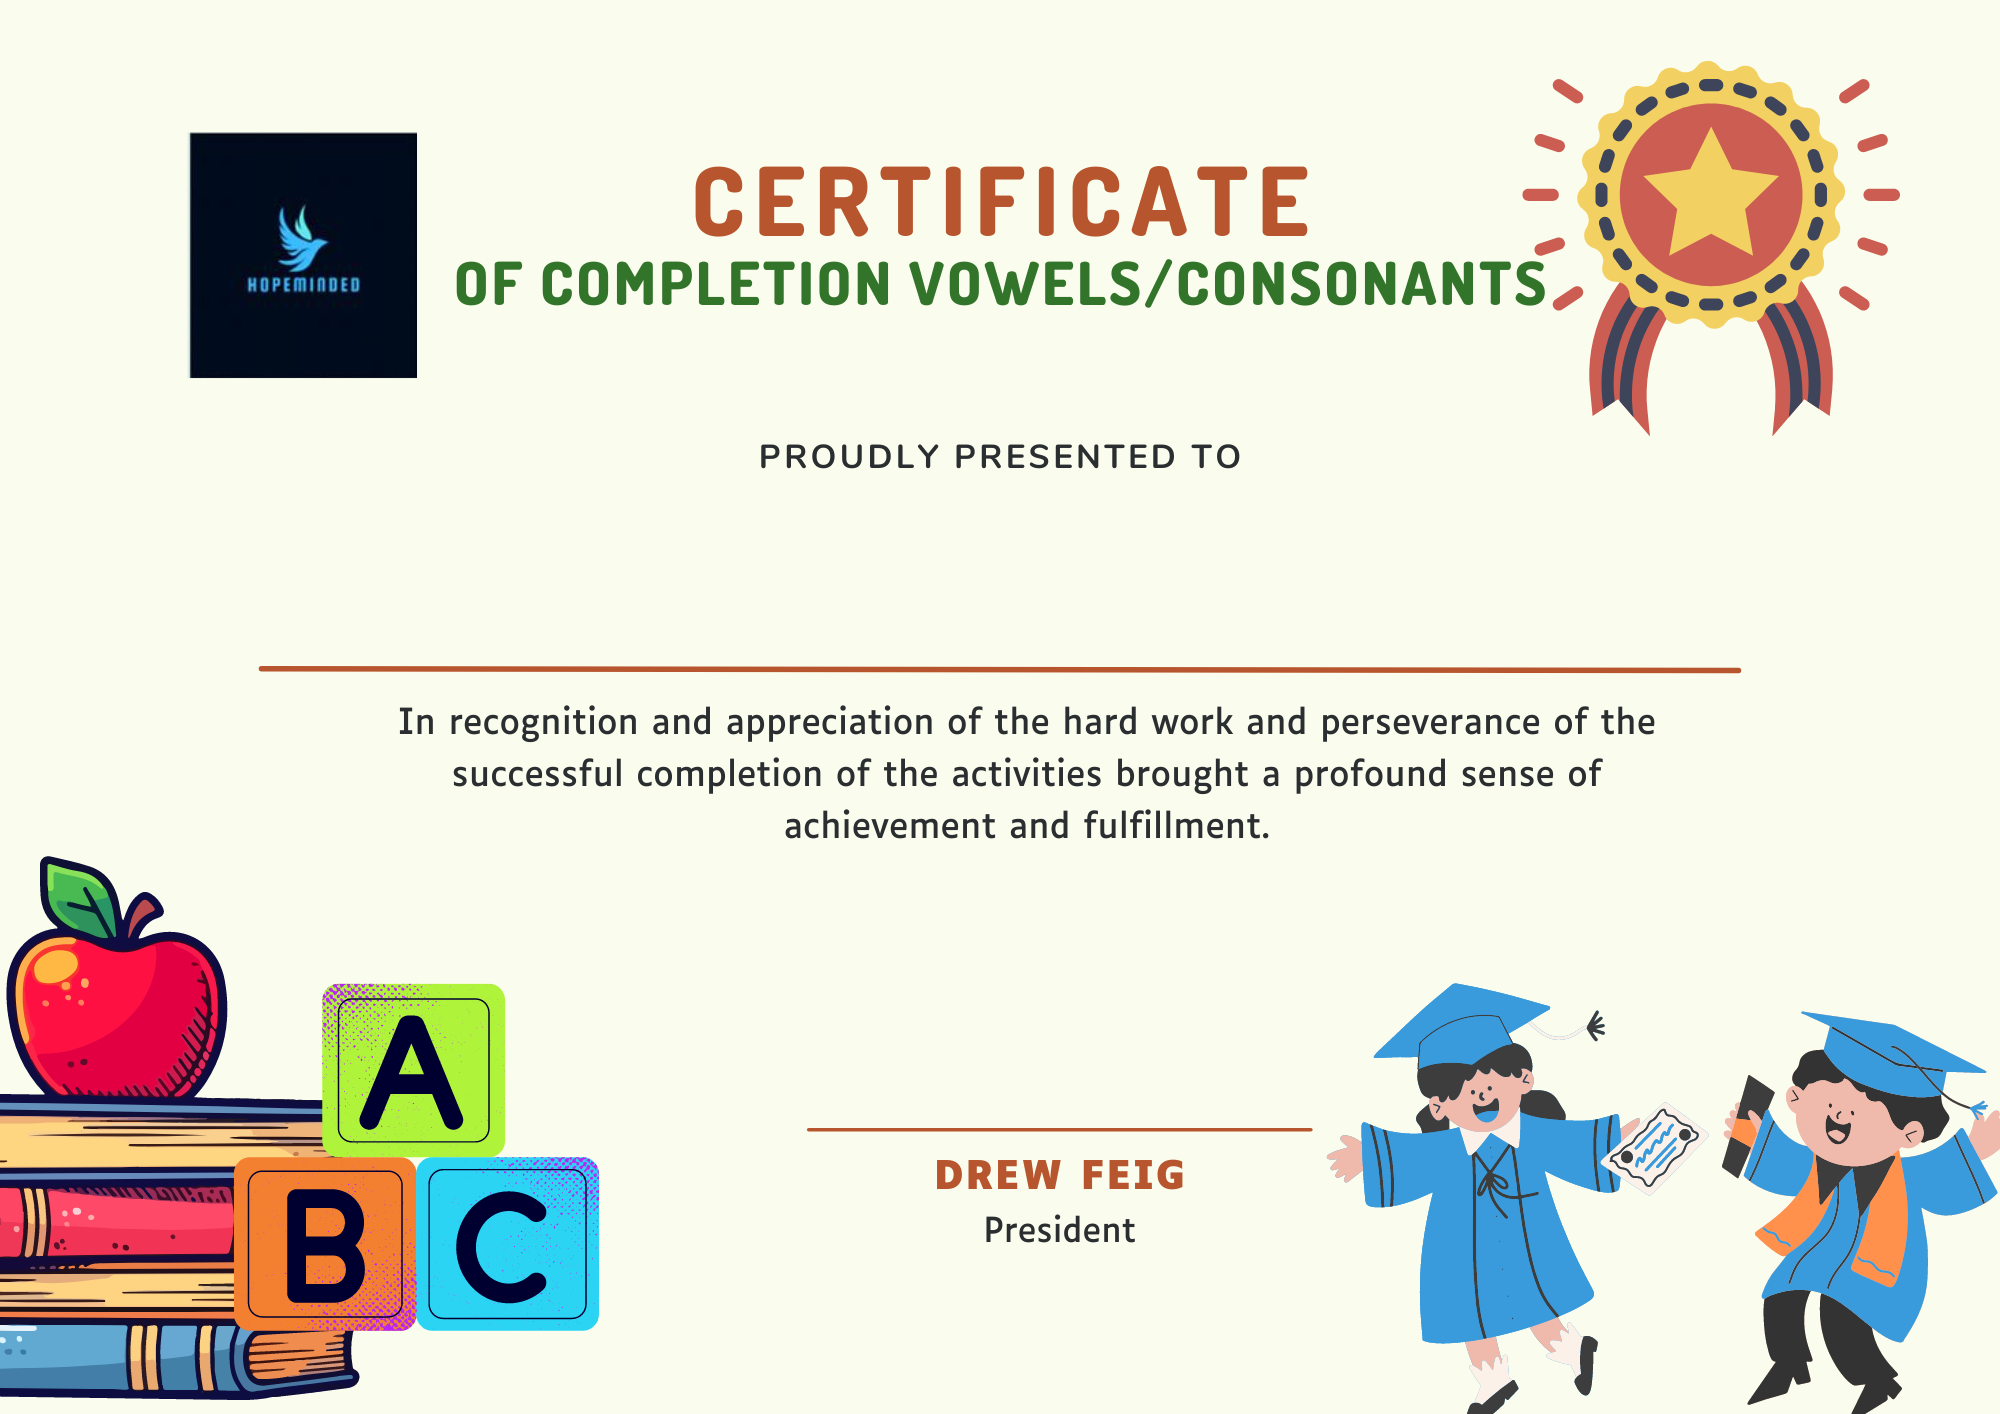 HOPEMINDED
CERTIFICATE
OF COMPLETION VOWELS/CONSONANTS
PROUDLY PRESENTED TO
In recognition and appreciation of the hard work and perseverance of the
successful completion of the activities brought a profound sense of
achievement and fulfillment.
A
B C
DREW FEIG
President